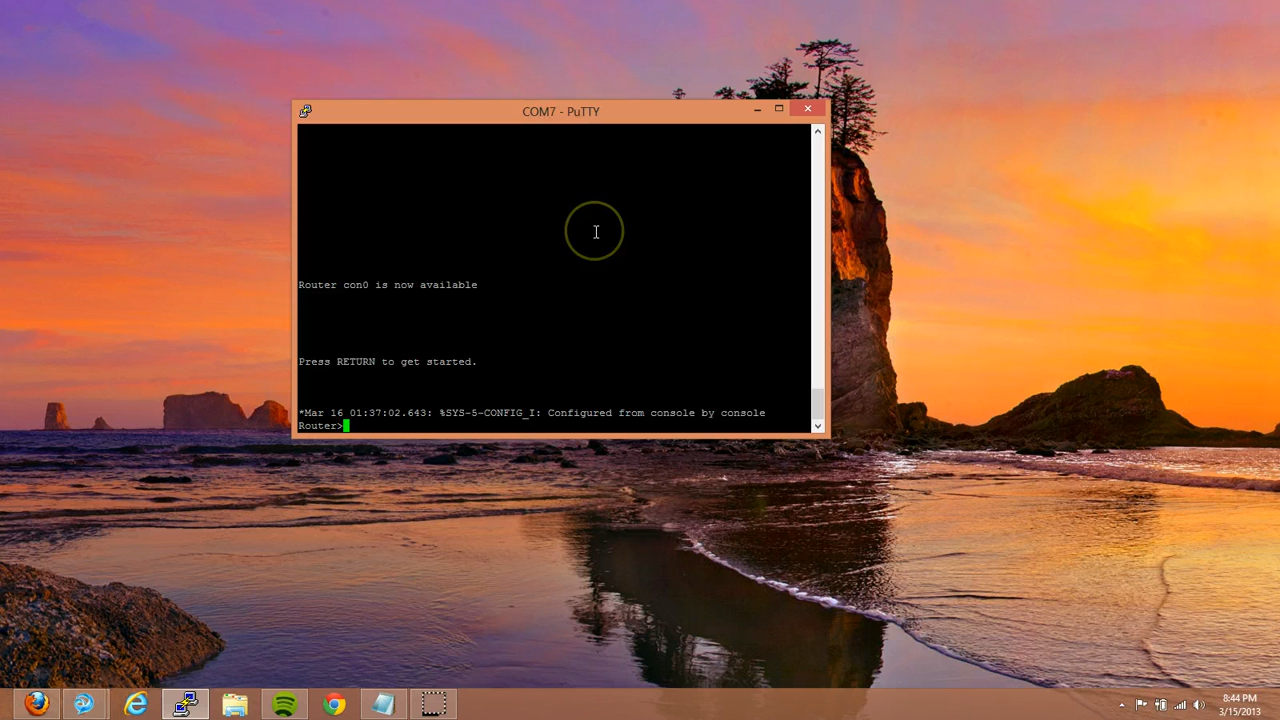 COM7 - PuTTY
Router con0 is now available
Press RETURN to get started.
*Mar 16 01:37:02.643: %SYS-5-CONFIG_I: Configured from console by console
Router>
8:44 PM
3/15/2013